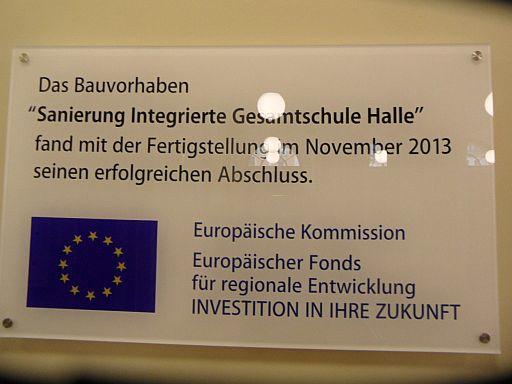 Das Bauvorhaben
“Sanierung Integrierte Gesamtschule Halle”
fand mit der Fertigstellung im November 2013
seinen erfolgreichen Abschluss.
Europäische Kommission
Europäischer Fonds
für regionale Entwicklung
INVESTITION IN IHRE ZUKUNFT